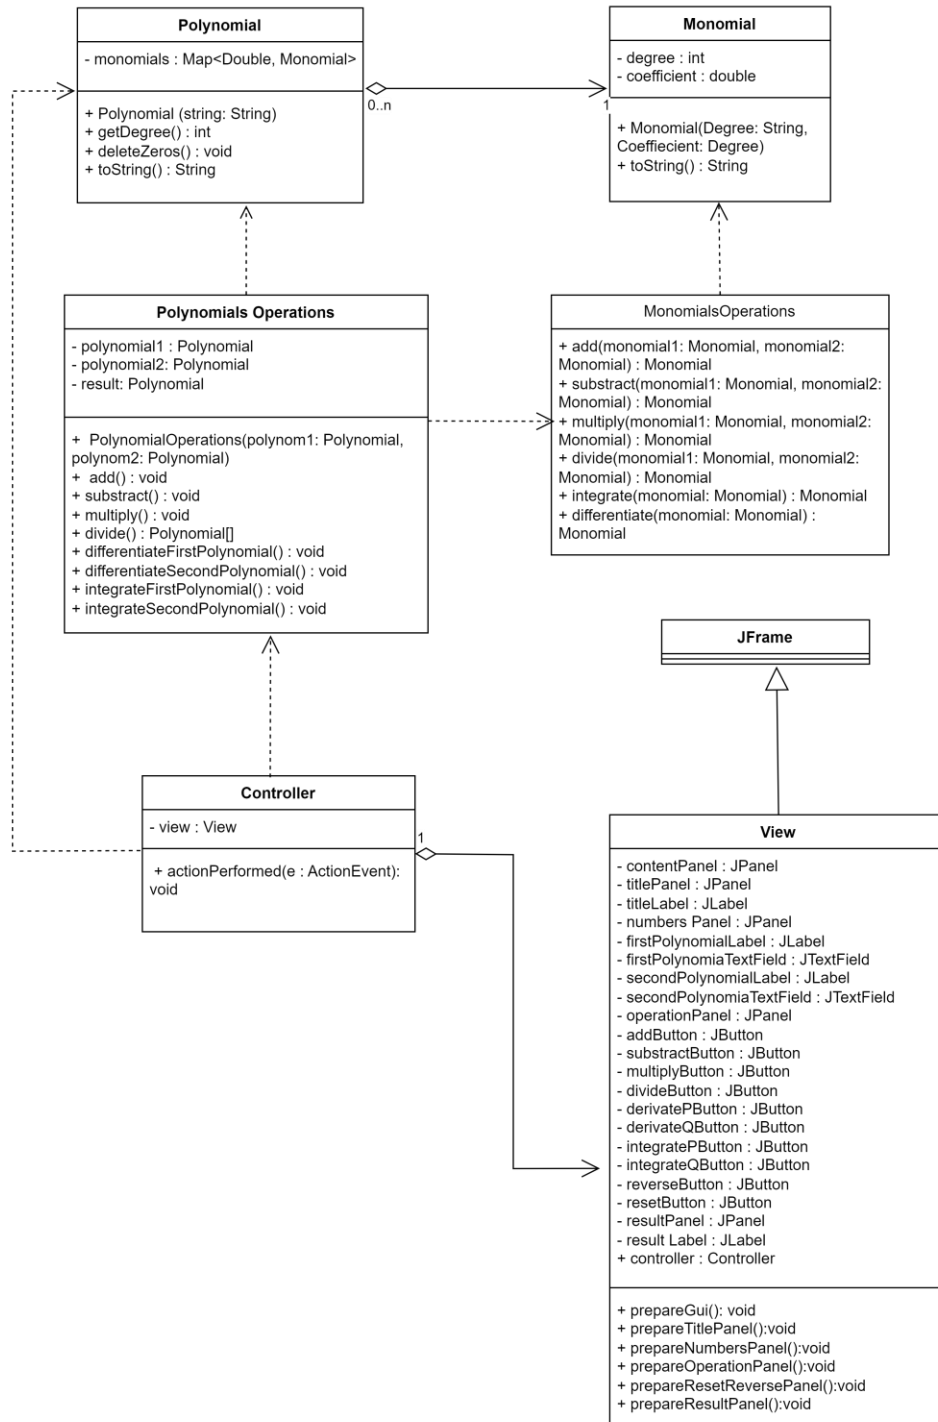 Polynomial
- monomials : Map<Double, Monomial>
+ Polynomial (string: String)
+ getDegree() : int
+ deleteZeros() : void
+ toString() : String
0..n
1
Monomial
- degree : int
- coefficient : double
+ Monomial(Degree: String,
Coeffiecient: Degree)
+ toString() : String
Polynomials Operations
- polynomial1 : Polynomial
- polynomial2: Polynomial
- result: Polynomial
+ PolynomialOperations(polynom1: Polynomial,
polynom2: Polynomial)
+ add() : void
+ substract() : void
+ multiply() : void
+ divide() : Polynomial[]
+ differentiateFirstPolynomial() : void
+ differentiateSecondPolynomial() : void
+ integrateFirstPolynomial() : void
+ integrateSecondPolynomial() : void
MonomialsOperations
+ add(monomial1: Monomial, monomial2:
Monomial) : Monomial
+ substract(monomial1: Monomial, monomial2:
Monomial) : Monomial
+ multiply(monomial1: Monomial, monomial2:
Monomial) : Monomial
+ divide(monomial1: Monomial, monomial2:
Monomial) : Monomial
+ integrate(monomial: Monomial) : Monomial
+ differentiate(monomial: Monomial) :
Monomial
JFrame
Controller
- view : View
+ actionPerformed(e : ActionEvent):
void
1
View
- contentPanel : JPanel
- titlePanel : JPanel
- titleLabel : JLabel
- numbers Panel : JPanel
- firstPolynomialLabel : JLabel
- firstPolynomiaTextField : JTextField
- secondPolynomialLabel : JLabel
- secondPolynomiaTextField : JTextField
- operationPanel : JPanel
- addButton : JButton
- substractButton : JButton
- multiplyButton : JButton
- divideButton : JButton
- derivatePButton : JButton
- derivateQButton : JButton
- integratePButton : JButton
- integrateQButton : JButton
- reverseButton : JButton
- resetButton : JButton
- resultPanel : JPanel
- result Label : JLabel
+ controller : Controller
+ prepareGui(): void
+ prepareTitlePanel():void
+ prepareNumbersPanel():void
+ prepareOperationPanel():void
+ prepareResetReversePanel():void
+ prepareResultPanel():void